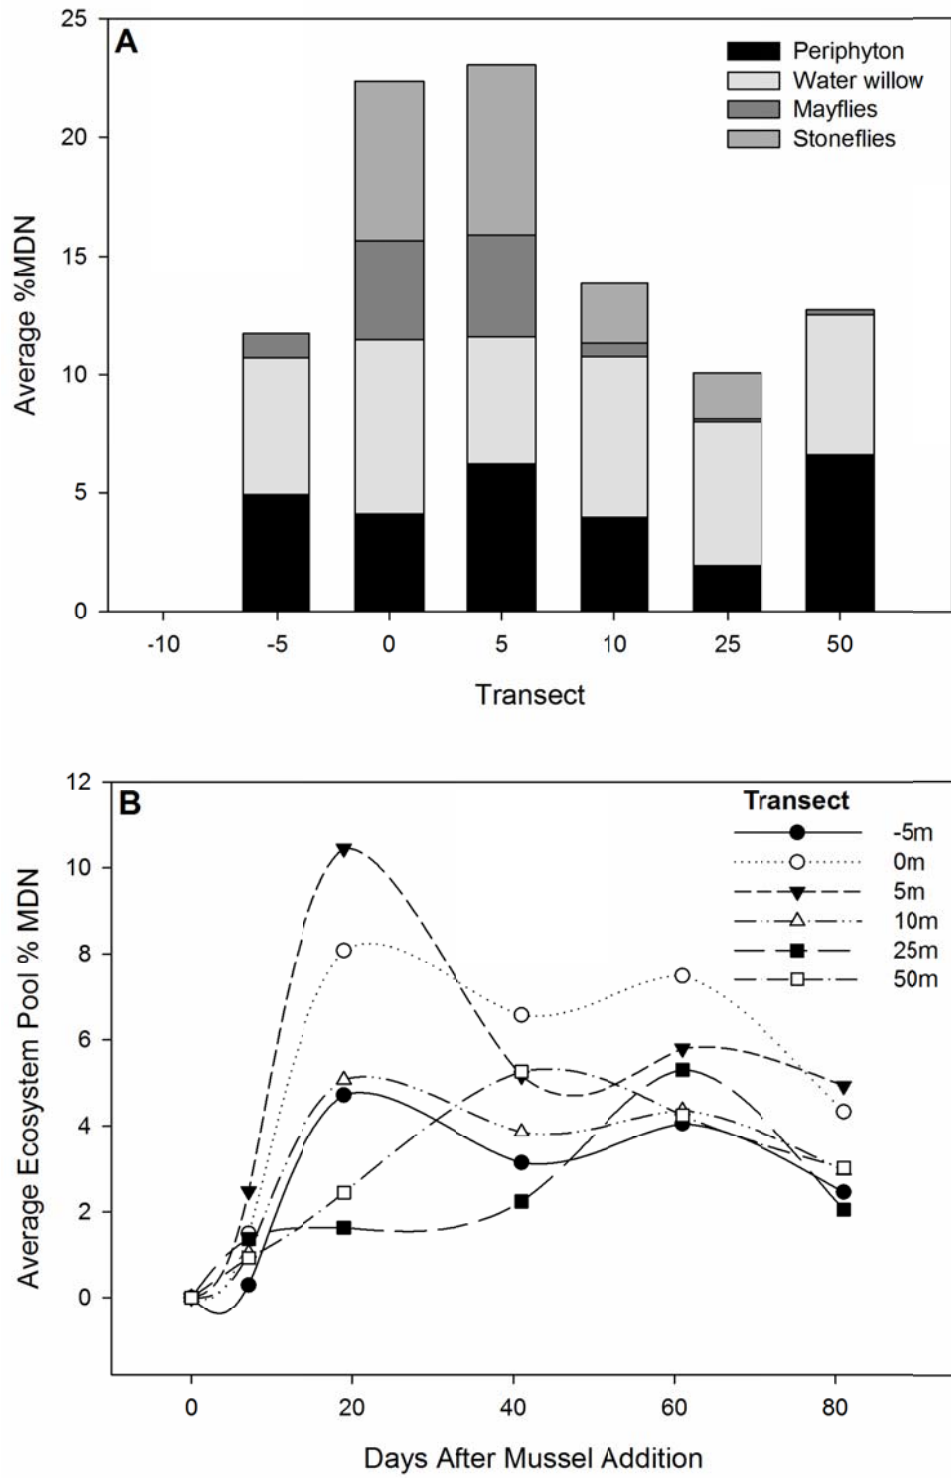 A
Periphyton
Water willow
Mayflies
Stoneflies
25
20
15
10
5
0
Average %MDN
-10 -5 0 5 10 25 50
Transect
B
Transect
-5m
0m
5m
10m
25m
50m
12
10
8
6
4
2
0
Average Ecosystem Pool % MDN
0 20 40 60 80
Days After Mussel Addition